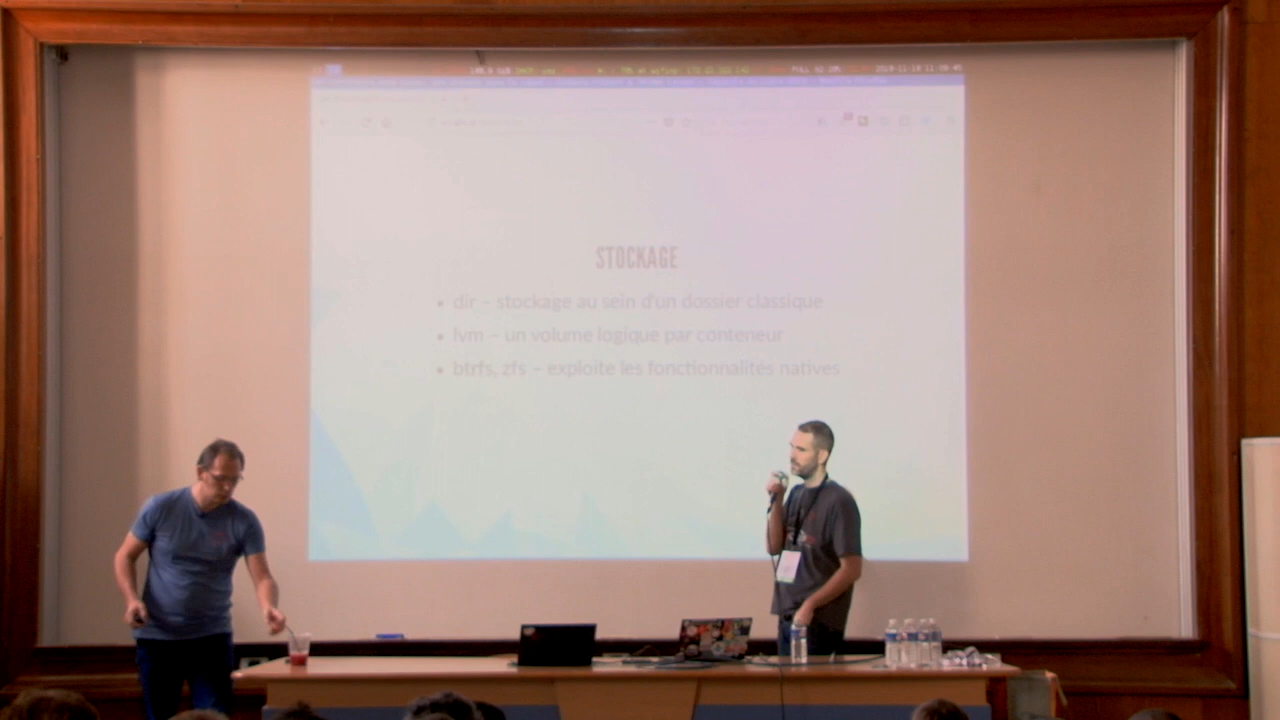 STOCKAGE
• dir – stockage au sein d'un dossier classique
• lvm – un volume logique par conteneur
• btrfs, zfs – exploite les fonctionnalités natives